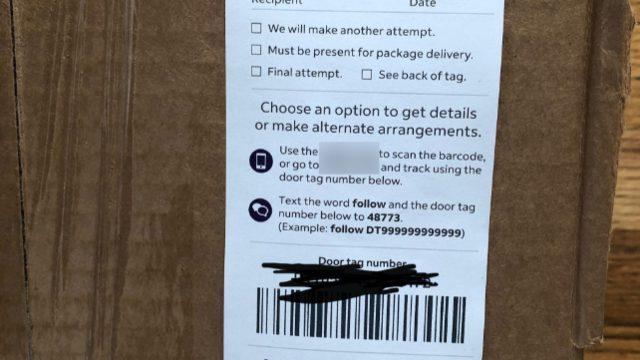 Recipient Date
☐ We will make another attempt.
☐ Must be present for package delivery.
☐ Final attempt. ☐ See back of tag.
Choose an option to get details
or make alternate arrangements.
Use the to scan the barcode,
or go to and track using the
door tag number below.
Text the word follow and the door tag
number below to 48773.
(Example: follow DT999999999999)
Door tag number